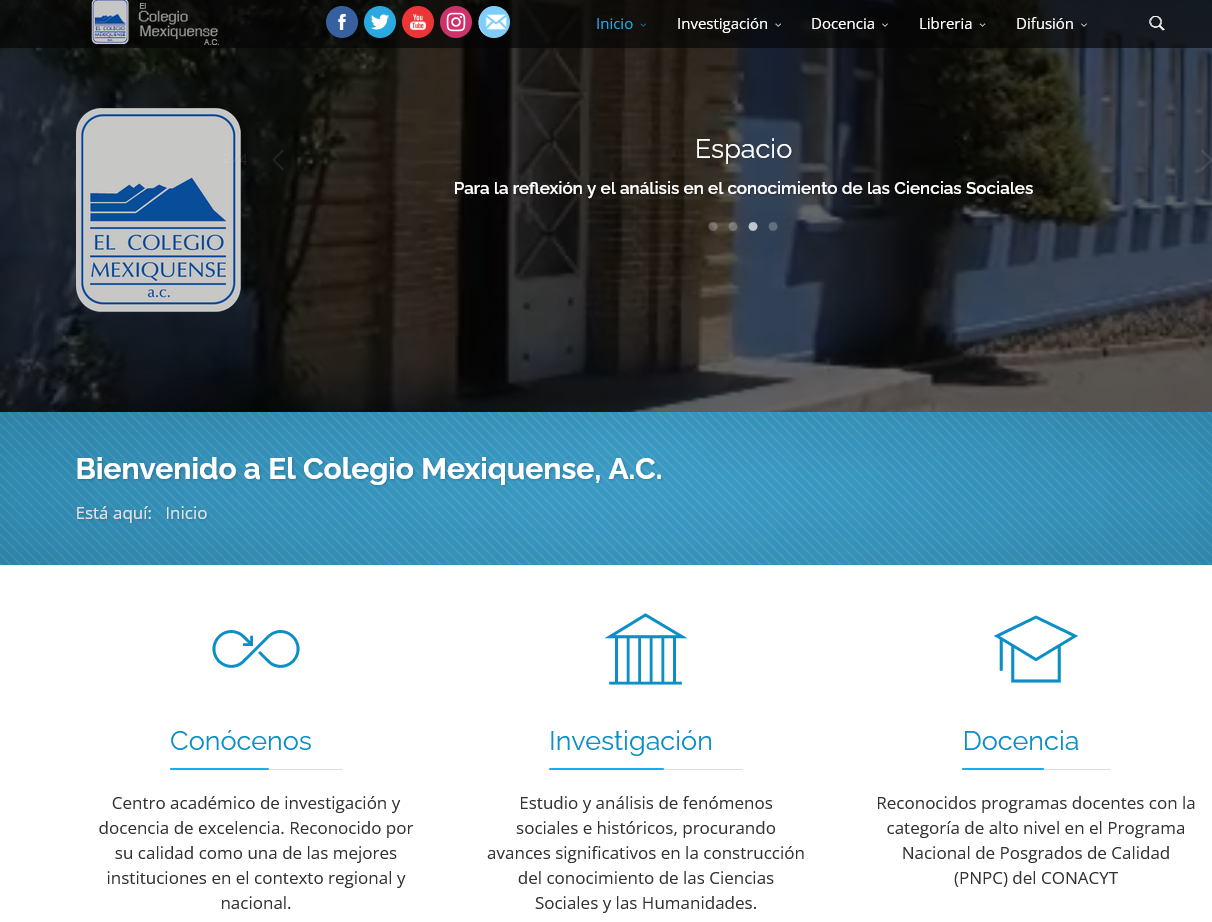 El
Colegio
Mexiquense
A.C.
Inicio
Investigación
Docencia
Libreria
Difusión
EL COLEGIO
MEXIQUENSE
a.c.
Espacio
Para la reflexión y el análisis en el conocimiento de las Ciencias Sociales
Bienvenido a El Colegio Mexiquense, A.C.
Está aquí: Inicio
Conócenos
Centro académico de investigación y
docencia de excelencia. Reconocido por
su calidad como una de las mejores
instituciones en el contexto regional y
nacional.
Investigación
Estudio y análisis de fenómenos
sociales e históricos, procurando
avances significativos en la construcción
del conocimiento de las Ciencias
Sociales y las Humanidades.
Docencia
Reconocidos programas docentes con la
categoría de alto nivel en el Programa
Nacional de Posgrados de Calidad
(PNPC) del CONACYT